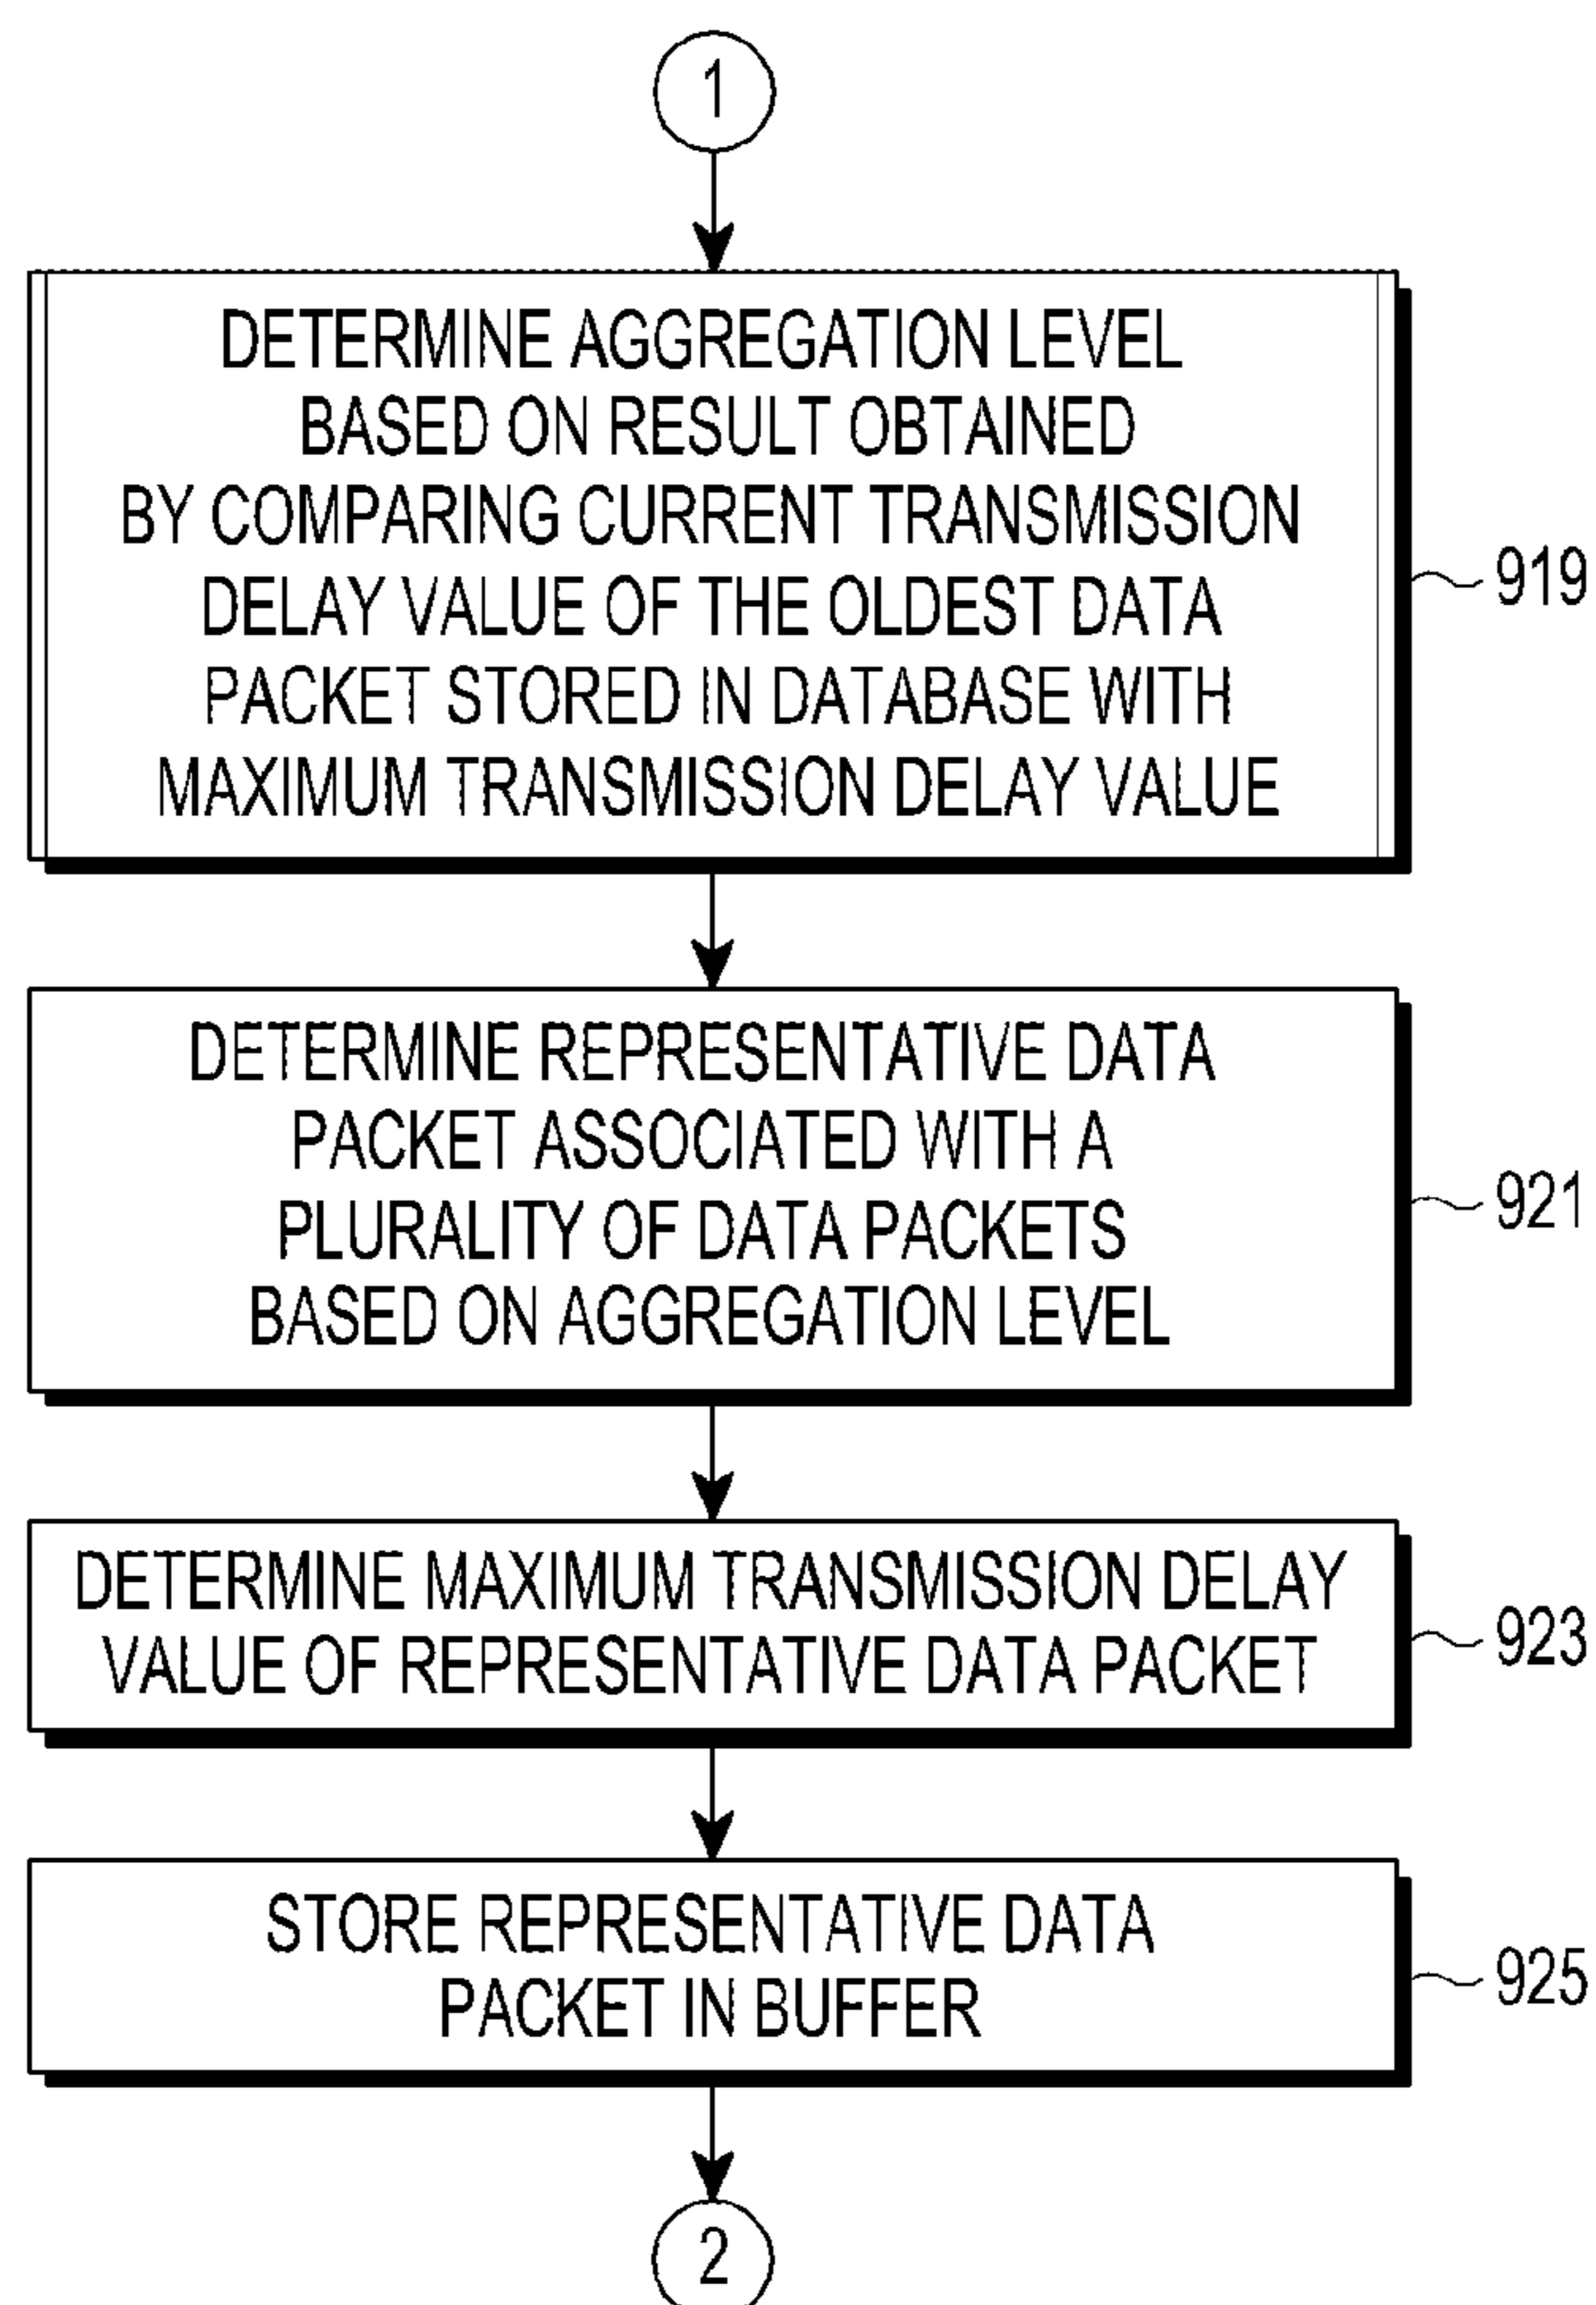 1
DETERMINE AGGREGATION LEVEL
BASED ON RESULT OBTAINED
BY COMPARING CURRENT TRANSMISSION
DELAY VALUE OF THE OLDEST DATA
PACKET STORED IN DATABASE WITH
MAXIMUM TRANSMISSION DELAY VALUE
919
DETERMINE REPRESENTATIVE DATA
PACKET ASSOCIATED WITH A
PLURALITY OF DATA PACKETS
BASED ON AGGREGATION LEVEL
921
DETERMINE MAXIMUM TRANSMISSION DELAY
VALUE OF REPRESENTATIVE DATA PACKET
923
STORE REPRESENTATIVE DATA
PACKET IN BUFFER
925
2